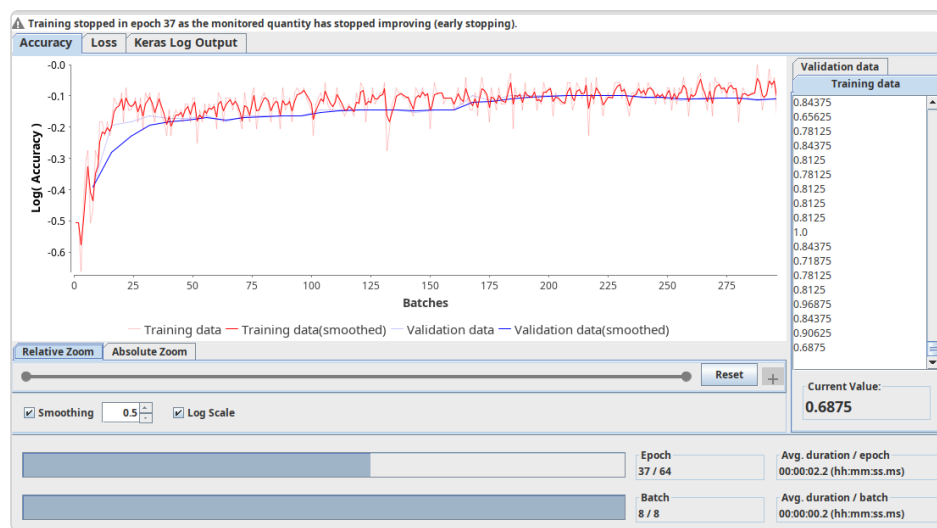 Training stopped in epoch 37 as the monitored quantity has stopped improving (early stopping).
Accuracy Loss Keras Log Output
-0.0
-0.1
-0.2
-0.3
-0.4
-0.5
-0.6
Log( Accuracy )
0 25 50 75 100 125 150 175 200 225 250 275
Batches
Training data Training data(smoothed) Validation data Validation data(smoothed)
Validation data
Training data
0.84375
0.65625
0.78125
0.84375
0.8125
0.78125
0.8125
0.8125
0.8125
1.0
0.84375
0.71875
0.78125
0.8125
0.96875
0.84375
0.90625
0.6875
Relative Zoom Absolute Zoom
Reset +
Smoothing 0.5 Log Scale
Current Value:
0.6875
Epoch
37 / 64
Avg. duration / epoch
00:00:02.2 (hh:mm:ss.ms)
Batch
8 / 8
Avg. duration / batch
00:00:00.2 (hh:mm:ss.ms)